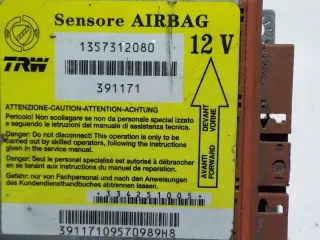 Sensore AIRBAG
1357312080
12 V
TRW
391171
ATTENZIONE-CAUTION-ATTENTION-ACHTUNG
Pericolo! Non scollegare se non da personale specializzato
e seguendo le istruzioni del manuale di assistenza tecnica.
Danger: Do not disconnect! This operation is only to be
carried by skilled operators, following the instructions
given in the service manual.
Danger: Seul le personel spécialisé est autorisé à débrancher
en se tenant aux instructions du manuel de reparation.
Gefahr: nur von Fachpersonal und nach den Anweisungen
des Kundendiensthandbuches abtrennen lassen.
AVANTI DEVANT
FORWARD VORNE
+334251005+
39117109570989H8